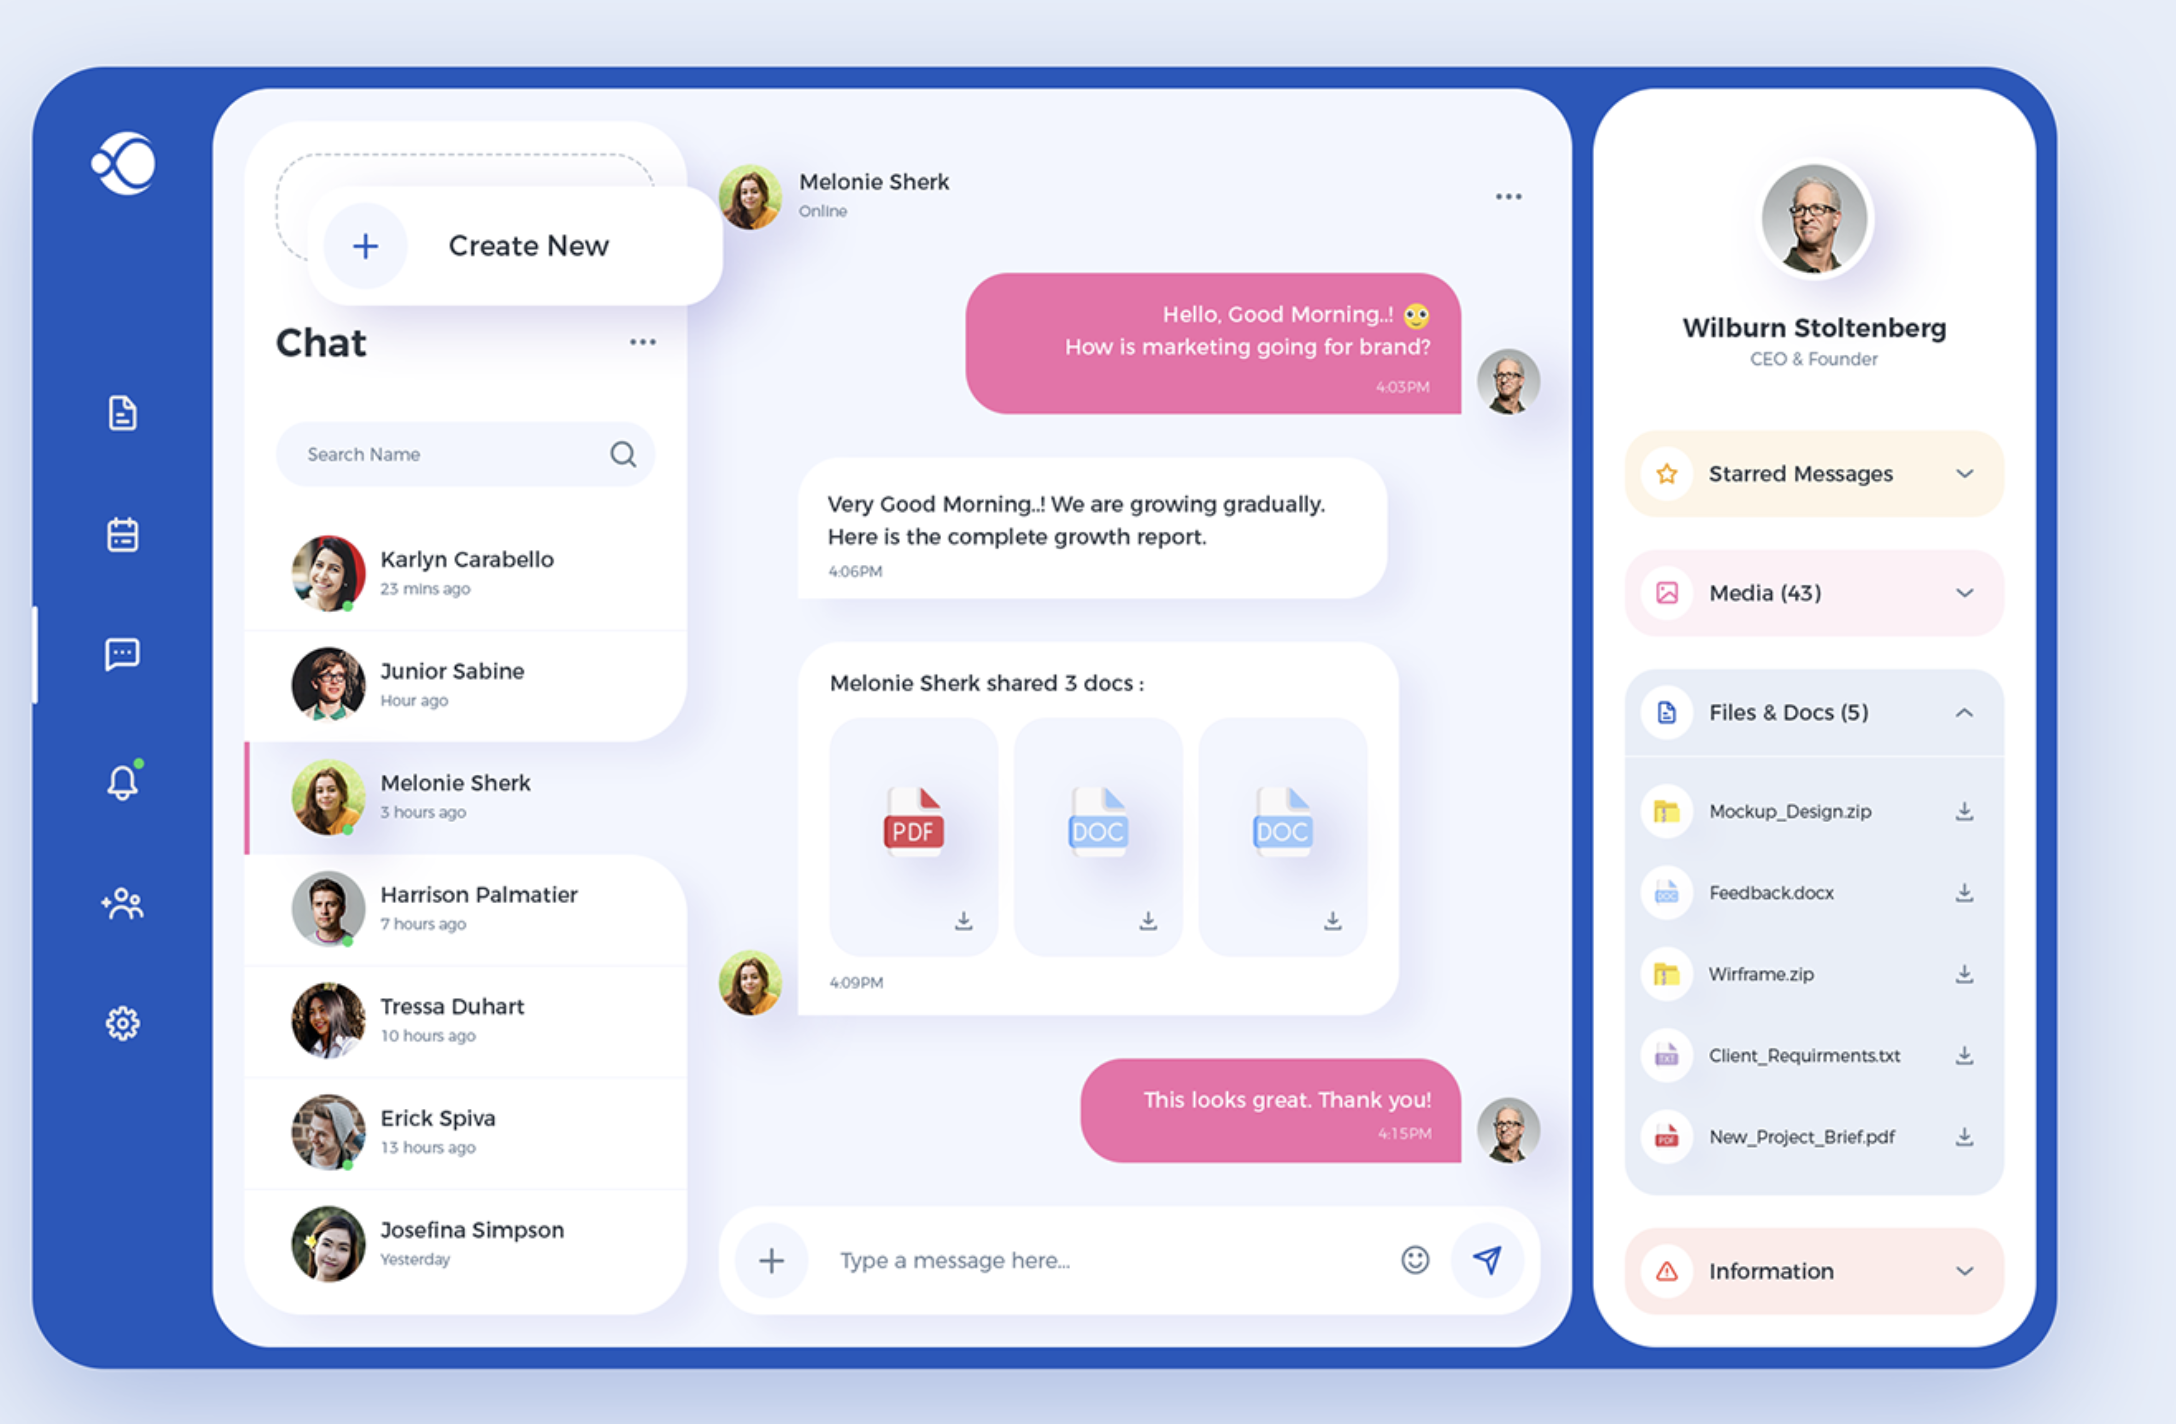 Create New
Chat
Search Name
Karlyn Carabello
23 mins ago
Junior Sabine
Hour ago
Melonie Sherk
3 hours ago
Harrison Palmatier
7 hours ago
Tressa Duhart
10 hours ago
Erick Spiva
13 hours ago
Josefina Simpson
Yesterday
Melonie Sherk
Online
Hello, Good Morning..! 😳
How is marketing going for brand?
4:03PM
Very Good Morning..! We are growing gradually.
Here is the complete growth report.
4:06PM
Melonie Sherk shared 3 docs :
PDF
DOC
DOC
4:09PM
This looks great. Thank you!
4:15PM
Type a message here...
Wilburn Stoltenberg
CEO & Founder
Starred Messages
Media (43)
Files & Docs (5)
Mockup_Design.zip
DOC
Feedback.docx
Wirframe.zip
TXT
Client_Requirments.txt
PDF
New_Project_Brief.pdf
Information